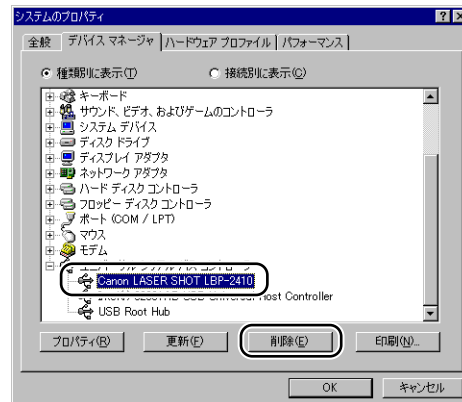 システムのプロパティ
全般 デバイス マネージャ ハードウェア プロファイル パフォーマンス
種類別に表示(T) 接続別に表示(C)
キーボード
サウンド、ビデオ、およびゲームのコントローラ
システム デバイス
ディスク ドライブ
ディスプレイ アダプタ
ネットワーク アダプタ
ハード ディスク コントローラ
フロッピー ディスク コントローラ
ポート (COM / LPT)
マウス
モデム
Canon LASER SHOT LBP-2410
USB Universal Host Controller
USB Root Hub
プロパティ(R) 更新(F) 削除(E) 印刷(N)...
OK キャンセル